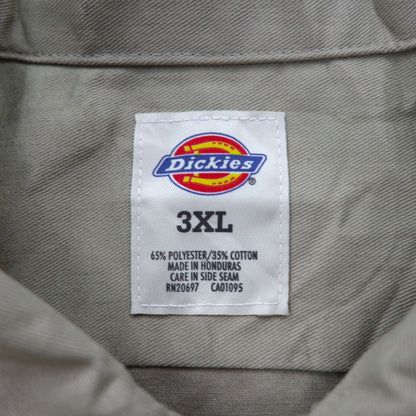 Dickies®
3XL
65% POLYESTER/35% COTTON
MADE IN HONDURAS
CARE IN SIDE SEAM
RN20697 CA01095